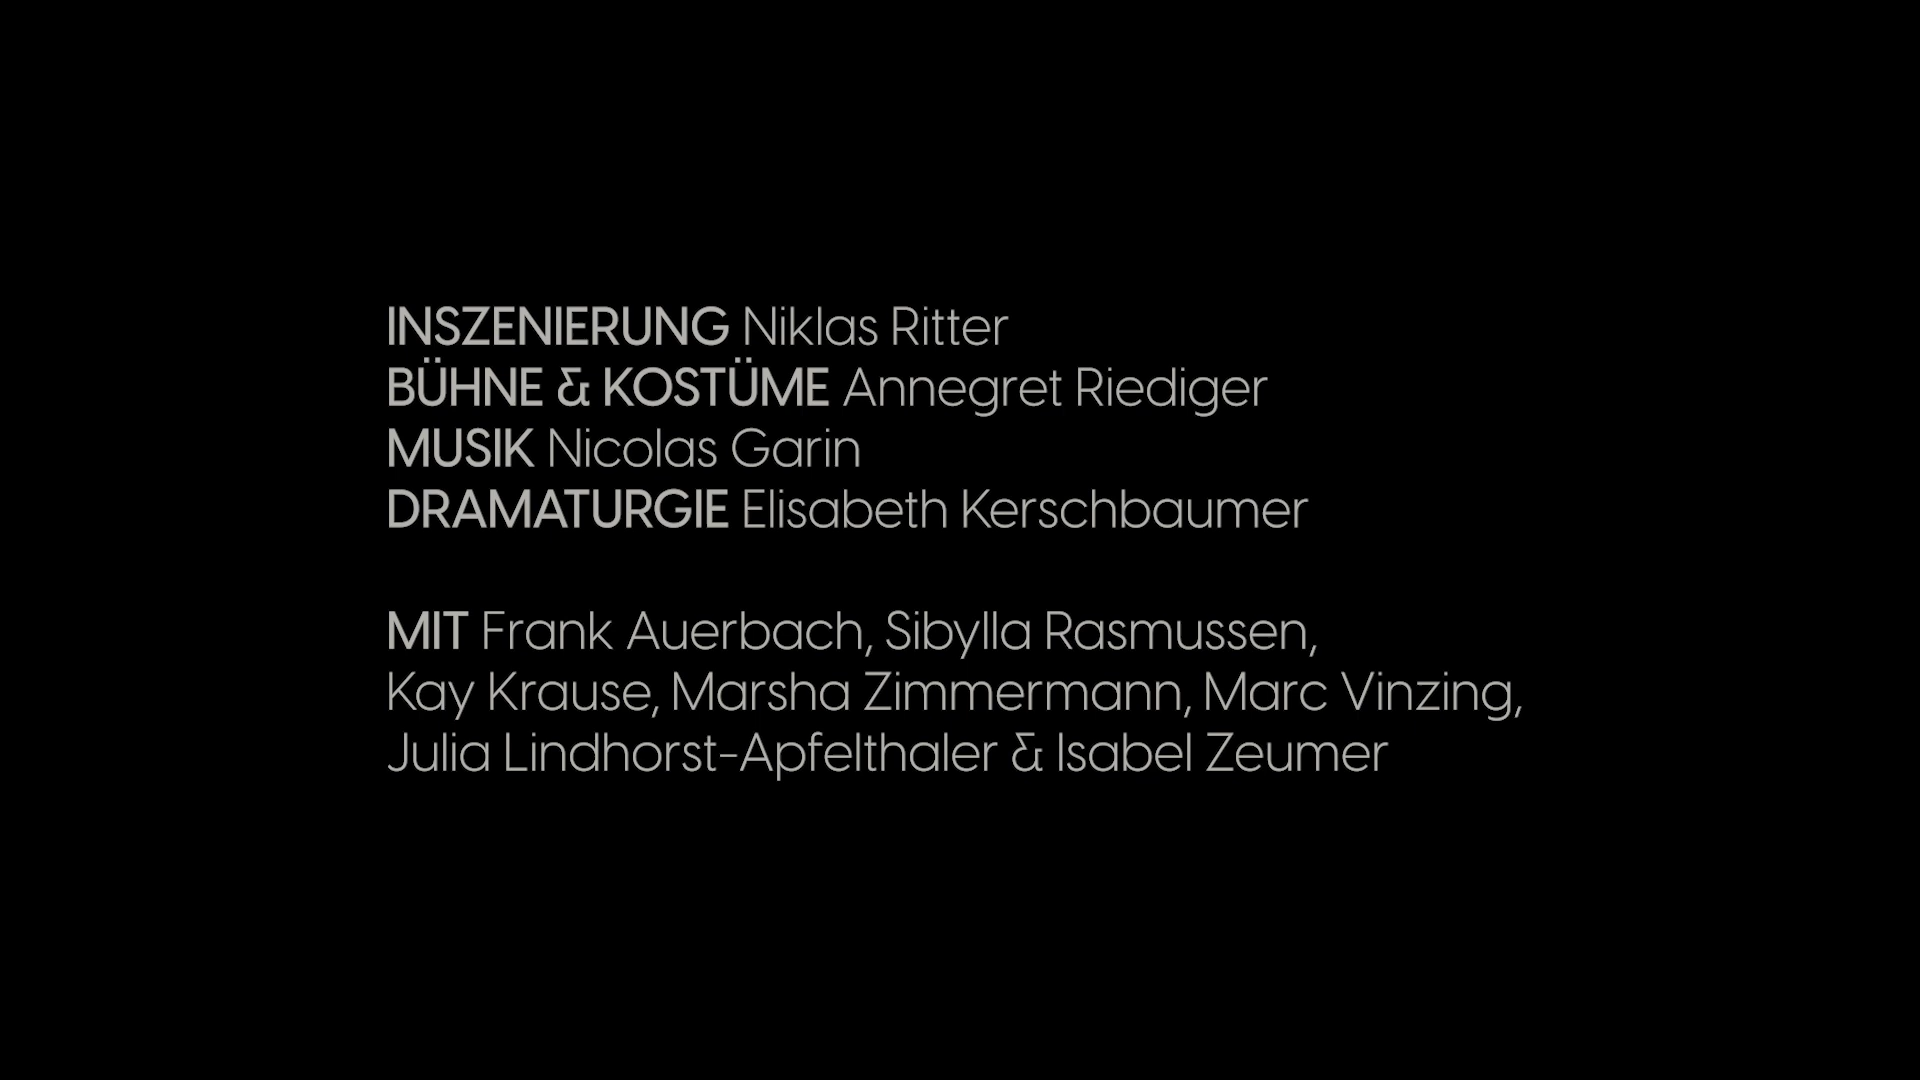 INSZENIERUNG Niklas Ritter
BÜHNE & KOSTÜME Annegret Riediger
MUSIK Nicolas Garin
DRAMATURGIE Elisabeth Kerschbaumer
MIT Frank Auerbach, Sibylla Rasmussen,
Kay Krause, Marsha Zimmermann, Marc Vinzing,
Julia Lindhorst-Apfelthaler & Isabel Zeumer